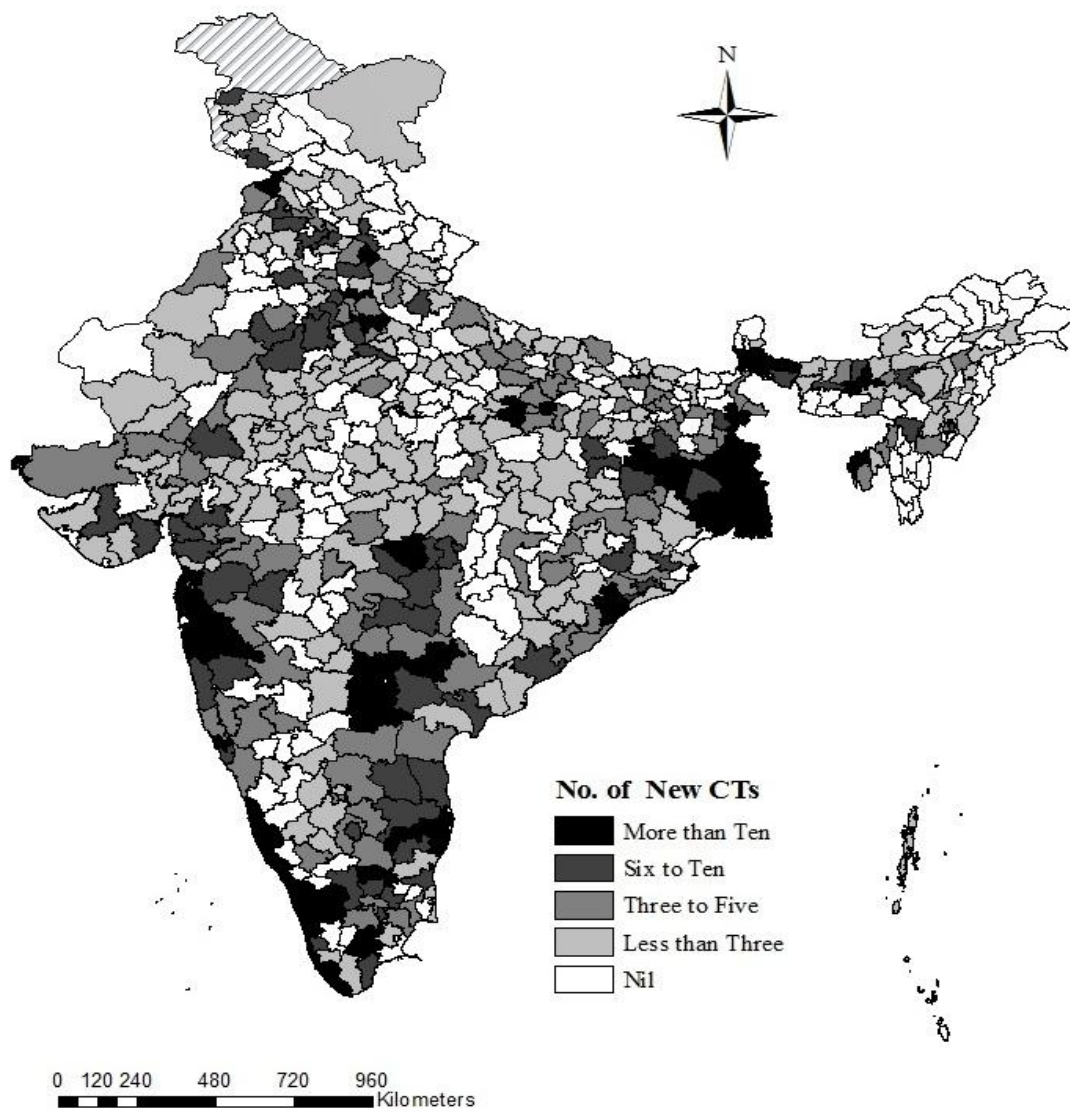 N
No. of New CTs
More than Ten
Six to Ten
Three to Five
Less than Three
Nil
0 120 240 480 720 960
Kilometers